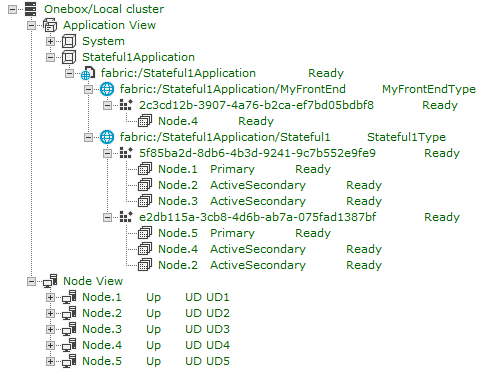 Onebox/Local cluster
Application View
System
Stateful1Application
fabric:/Stateful1Application Ready
fabric:/Stateful1Application/MyFrontEnd MyFrontEndType
2c3cd12b-3907-4a76-b2ca-ef7bd05bdbf8 Ready
Node.4 Ready
fabric:/Stateful1Application/Stateful1 Stateful1Type
5f85ba2d-8db6-4b3d-9241-9c7b552e9fe9 Ready
Node.1 Primary Ready
Node.2 ActiveSecondary Ready
Node.3 ActiveSecondary Ready
e2db115a-3cb8-4d6b-ab7a-075fad1387bf Ready
Node.5 Primary Ready
Node.4 ActiveSecondary Ready
Node.2 ActiveSecondary Ready
Node View
Node.1 Up UD UD1
Node.2 Up UD UD2
Node.3 Up UD UD3
Node.4 Up UD UD4
Node.5 Up UD UD5